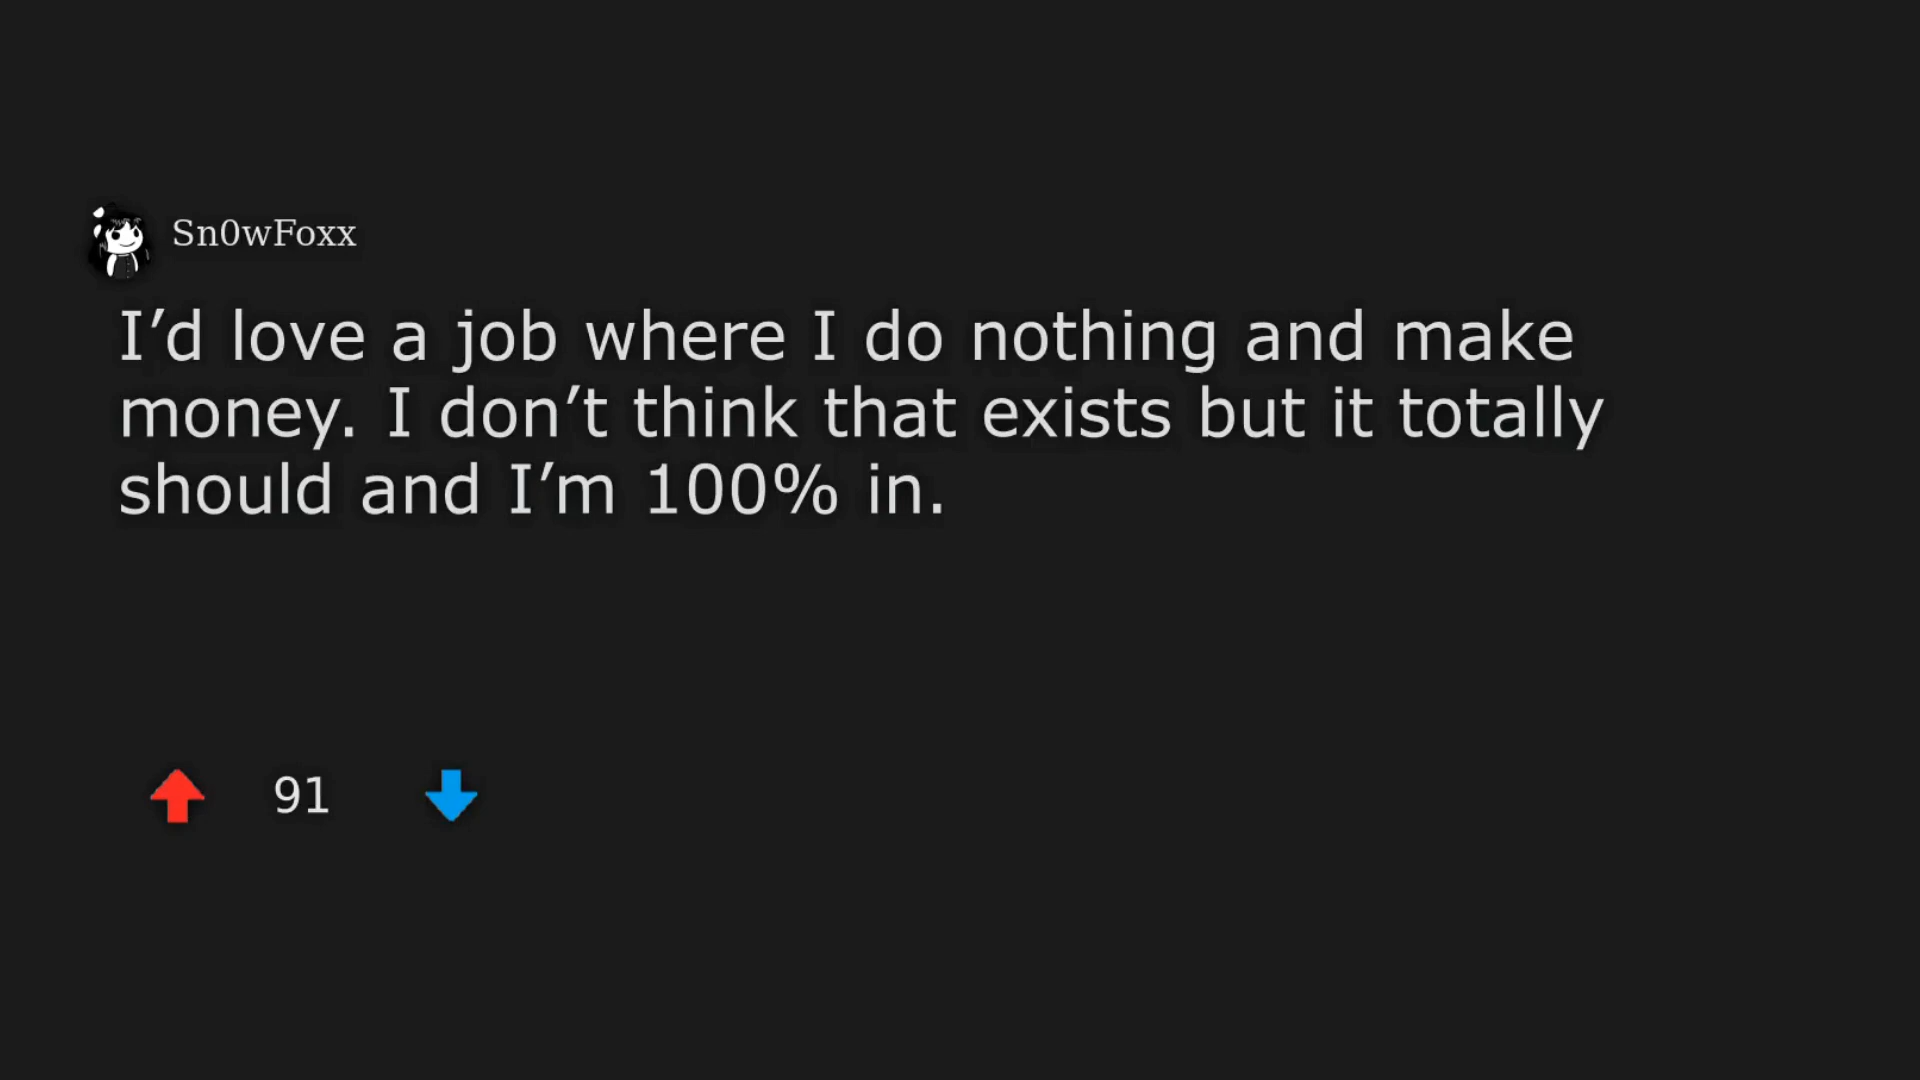 Sn0wFoxx
I’d love a job where I do nothing and make
money. I don’t think that exists but it totally
should and I’m 100% in.
91